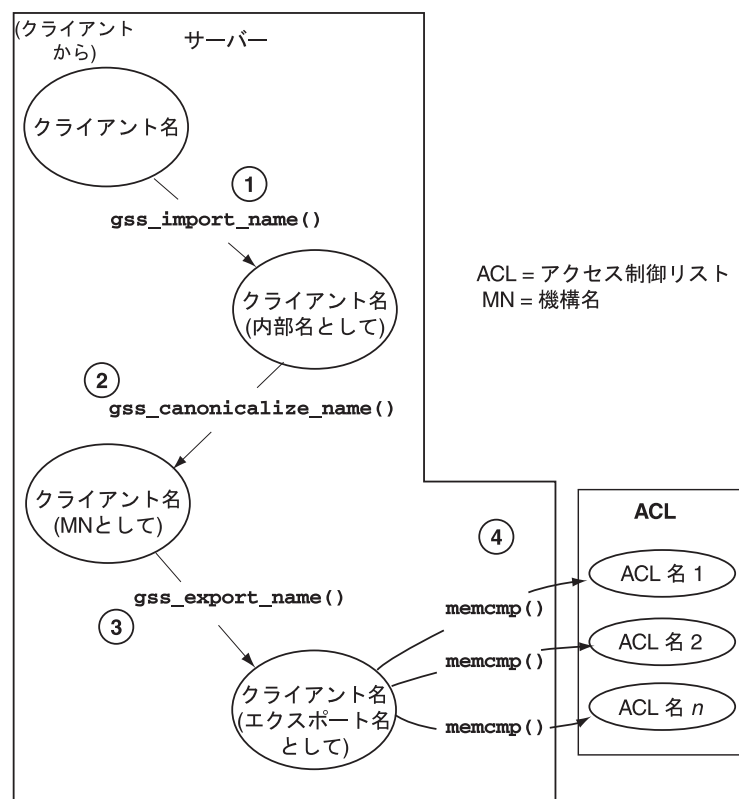 (クライアント
から)
サーバー
クライアント名
1
gss_import_name()
クライアント名
(内部名として)
ACL = アクセス制御リスト
MN = 機構名
2
gss_canonicalize_name()
クライアント名
(MNとして)
4
ACL
ACL 名 1
gss_export_name()
memcmp()
3
ACL 名 2
memcmp()
クライアント名
(エクスポート名
として)
ACL 名 n
memcmp()